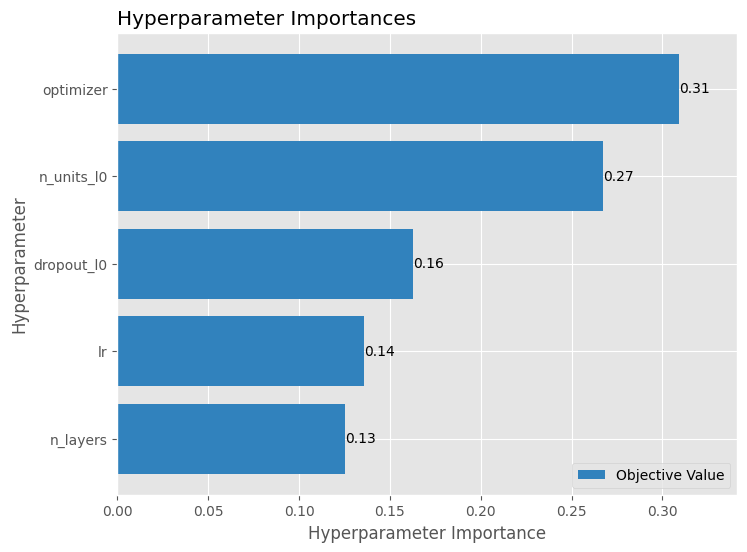 Hyperparameter Importances
Hyperparameter
optimizer
0.31
n_units_l0
0.27
dropout_l0
0.16
lr
0.14
n_layers
0.13
Objective Value
0.00 0.05 0.10 0.15 0.20 0.25 0.30
Hyperparameter Importance